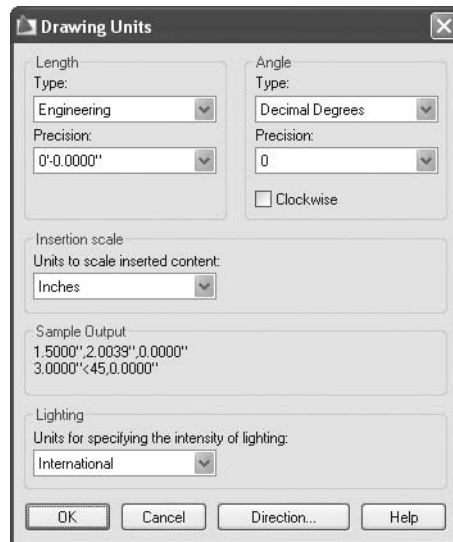 Drawing Units
Length
Type:
Engineering
Precision:
0'-0.0000"
Angle
Type:
Decimal Degrees
Precision:
0
Clockwise
Insertion scale
Units to scale inserted content:
Inches
Sample Output
1.5000",2.0039",0.0000"
3.0000"<45,0.0000"
Lighting
Units for specifying the intensity of lighting:
International
OK Cancel Direction... Help